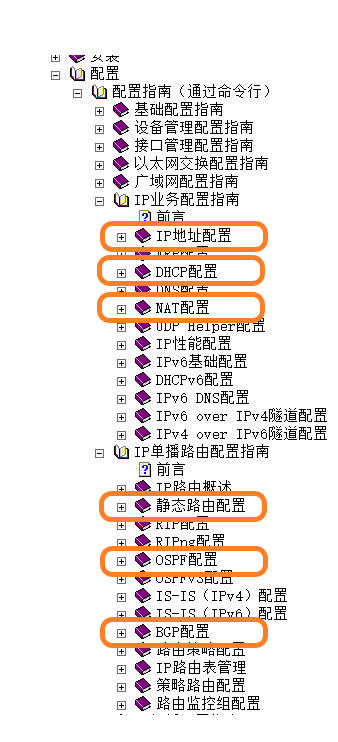 安装
配置
配置指南（通过命令行）
基础配置指南
设备管理配置指南
接口管理配置指南
以太网交换配置指南
广域网配置指南
IP业务配置指南
前言
IP地址配置
ARP配置
DHCP配置
DNS配置
NAT配置
UDP Helper配置
IP性能配置
IPv6基础配置
DHCPv6配置
IPv6 DNS配置
IPv6 over IPv4隧道配置
IPv4 over IPv6隧道配置
IP单播路由配置指南
前言
IP路由概述
静态路由配置
RIP配置
RIPng配置
OSPF配置
OSPFv3配置
IS-IS（IPv4）配置
IS-IS（IPv6）配置
BGP配置
路由策略配置
IP路由表管理
策略路由配置
路由监控组配置